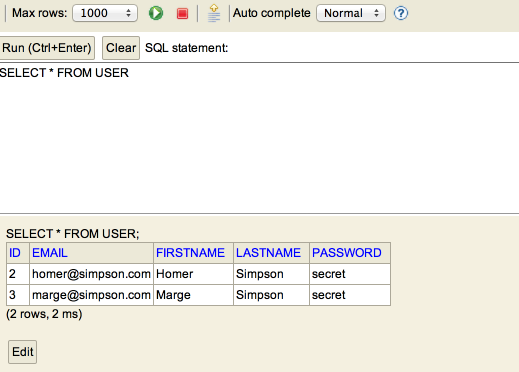 Max rows: 1000 Auto complete Normal ?
Run (Ctrl+Enter) Clear SQL statement:
SELECT * FROM USER
SELECT * FROM USER;
ID EMAIL FIRSTNAME LASTNAME PASSWORD
2 homer@simpson.com Homer Simpson secret
3 marge@simpson.com Marge Simpson secret
(2 rows, 2 ms)
Edit